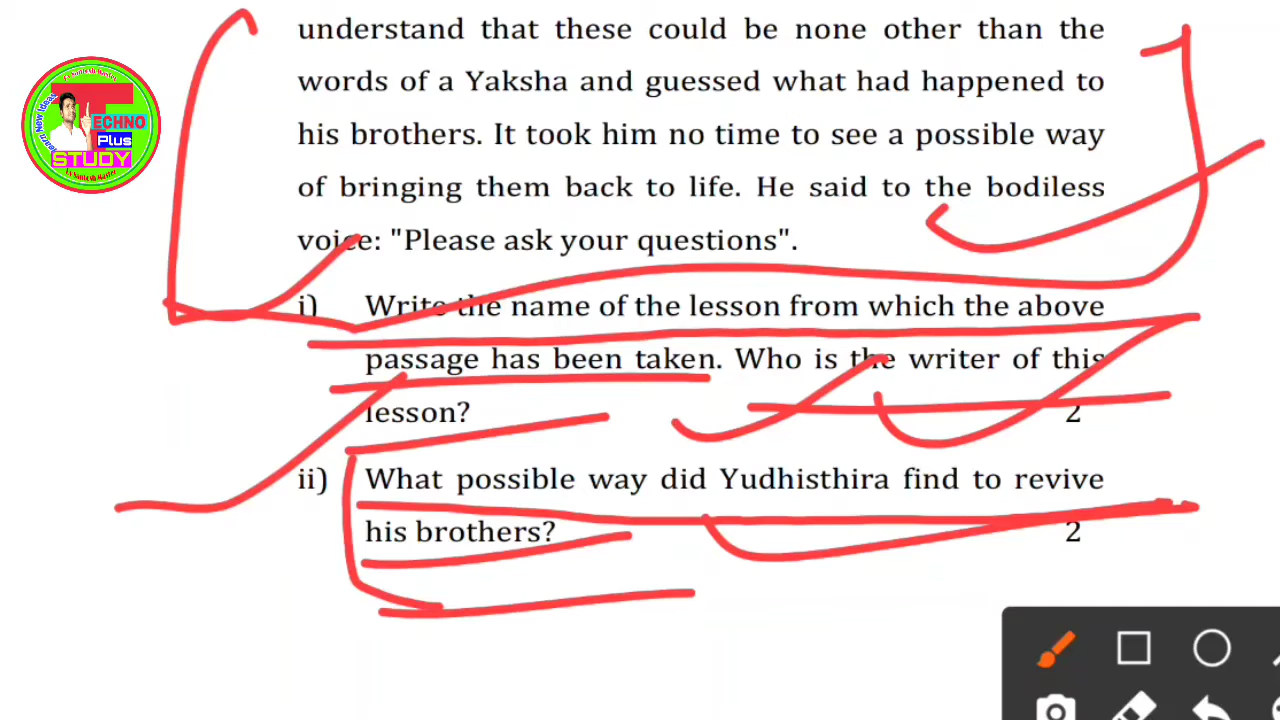 understand that these could be none other than the
words of a Yaksha and guessed what had happened to
his brothers. It took him no time to see a possible way
of bringing them back to life. He said to the bodiless
voice: "Please ask your questions".
i) Write the name of the lesson from which the above
passage has been taken. Who is the writer of this
lesson? 2
ii) What possible way did Yudhisthira find to revive
his brothers? 2
TECHNO
Plus
STUDY
Learn New Ideas